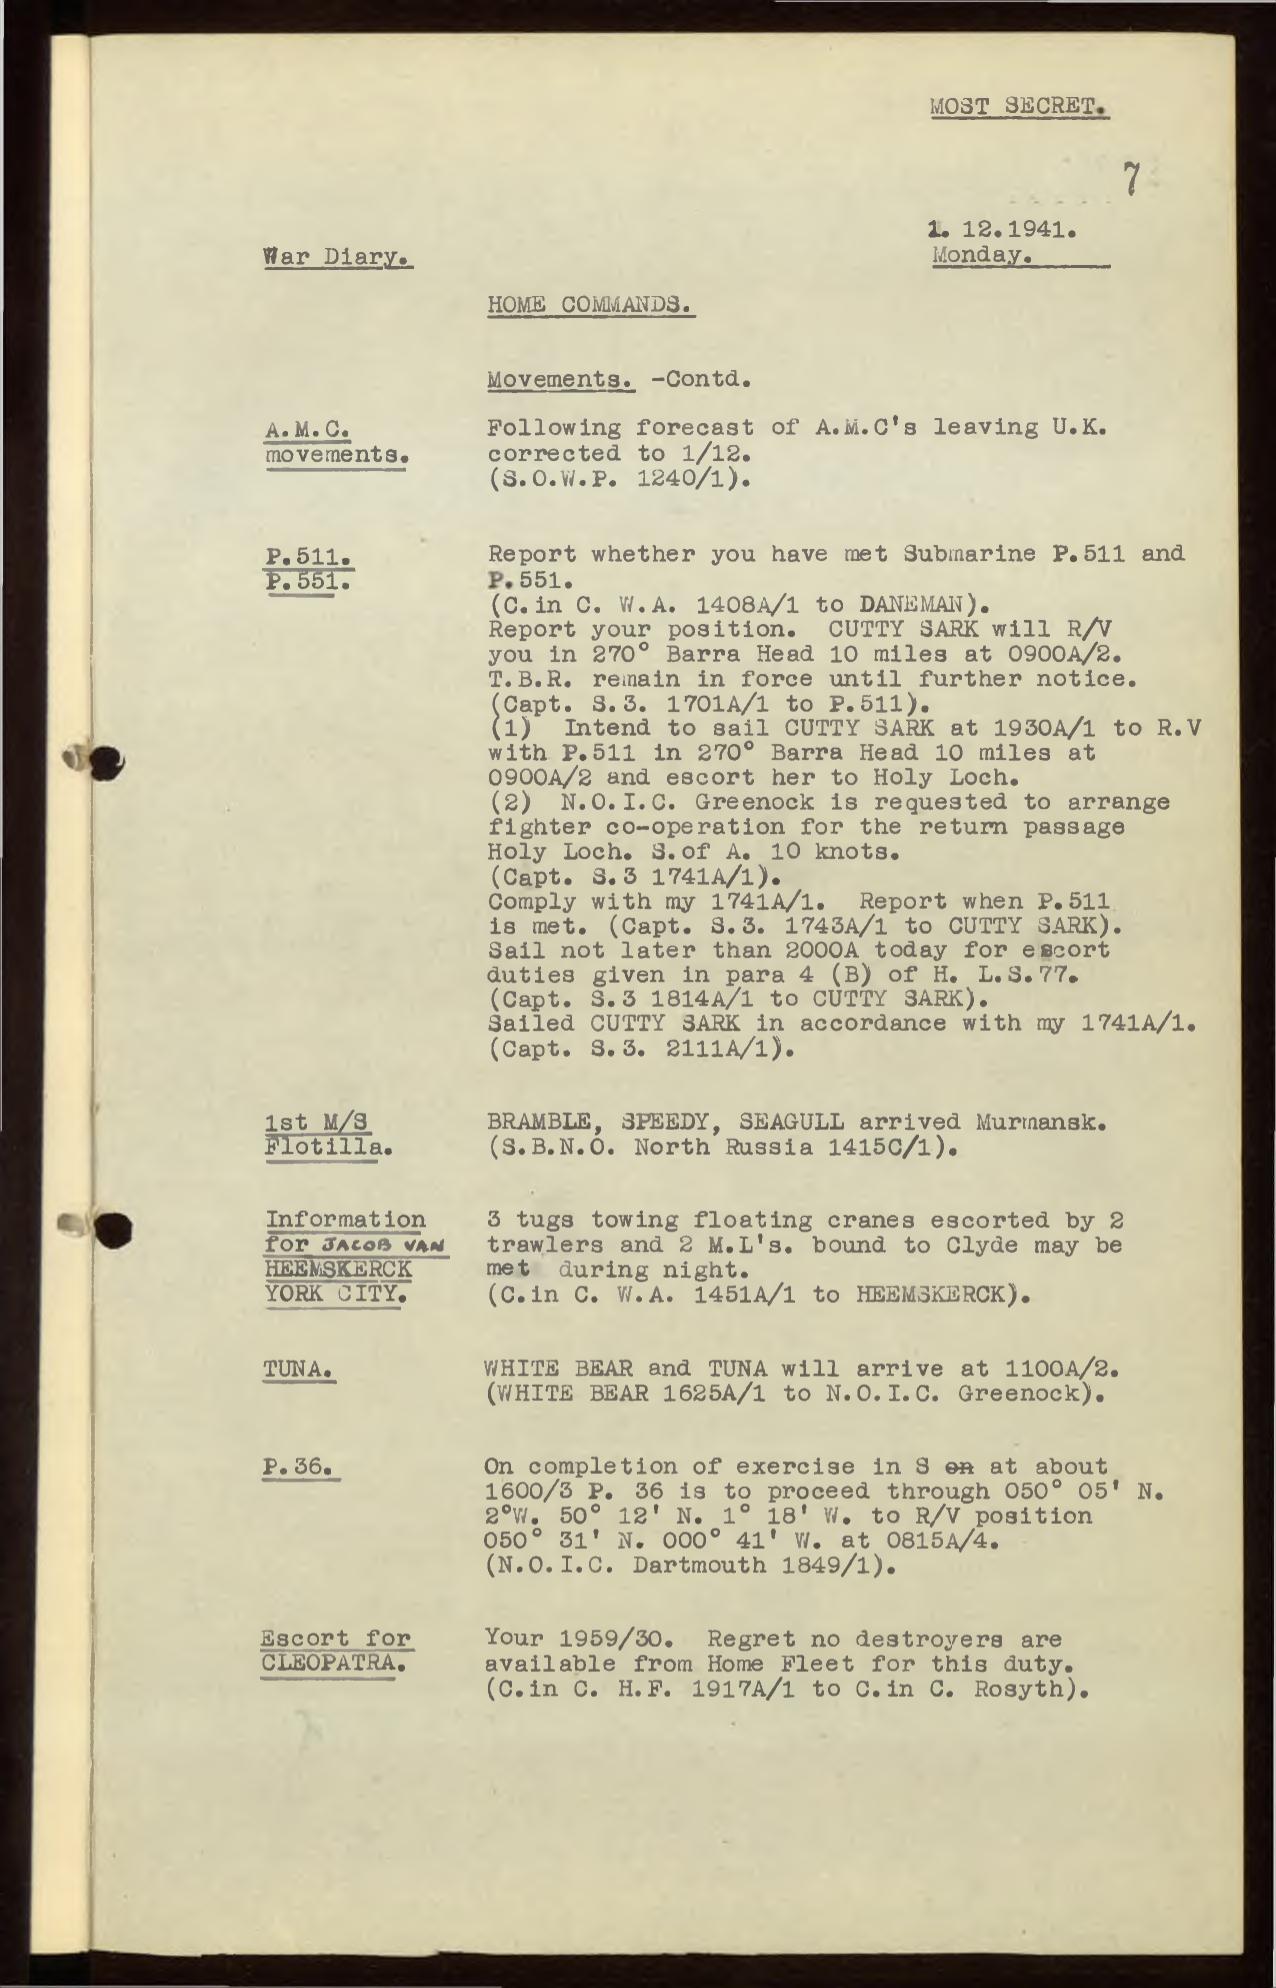 MOST SECRET.
7
1. 12.1941.
War Diary.
Monday.
HOME COMMANDS.
Movements. -Contd.
A.M.C.
movements.
Following forecast of A.M.C's leaving U.K.
corrected to 1/12.
(S.O.W.P. 1240/1).
P.511.
P.551.
Report whether you have met Submarine P.511 and
P.551.
(C.in C. W.A. 1408A/1 to DANEMAN).
Report your position. CUTTY SARK will R/V
you in 270° Barra Head 10 miles at 0900A/2.
T.B.R. remain in force until further notice.
(Capt. S.3. 1701A/1 to P.511).
(1) Intend to sail CUTTY SARK at 1930A/1 to R.V
with P.511 in 270° Barra Head 10 miles at
0900A/2 and escort her to Holy Loch.
(2) N.O.I.C. Greenock is requested to arrange
fighter co-operation for the return passage
Holy Loch. S.of A. 10 knots.
(Capt. S.3 1741A/1).
Comply with my 1741A/1. Report when P.511
is met. (Capt. S.3. 1743A/1 to CUTTY SARK).
Sail not later than 2000A today for escort
duties given in para 4 (B) of H. L.S.77.
(Capt. S.3 1814A/1 to CUTTY SARK).
Sailed CUTTY SARK in accordance with my 1741A/1.
(Capt. S.3. 2111A/1).
1st M/S
Flotilla.
BRAMBLE, SPEEDY, SEAGULL arrived Murmansk.
(S.B.N.O. North Russia 1415C/1).
Information
for JACOB VAN
HEEMSKERCK
YORK CITY.
3 tugs towing floating cranes escorted by 2
trawlers and 2 M.L's. bound to Clyde may be
met during night.
(C.in C. W.A. 1451A/1 to HEEMSKERCK).
TUNA.
WHITE BEAR and TUNA will arrive at 1100A/2.
(WHITE BEAR 1625A/1 to N.O.I.C. Greenock).
P.36.
On completion of exercise in S on at about
1600/3 P. 36 is to proceed through 050° 05' N.
2°W. 50° 12' N. 1° 18' W. to R/V position
050° 31' N. 000° 41' W. at 0815A/4.
(N.O.I.C. Dartmouth 1849/1).
Escort for
CLEOPATRA.
Your 1959/30. Regret no destroyers are
available from Home Fleet for this duty.
(C.in C. H.F. 1917A/1 to C.in C. Rosyth).